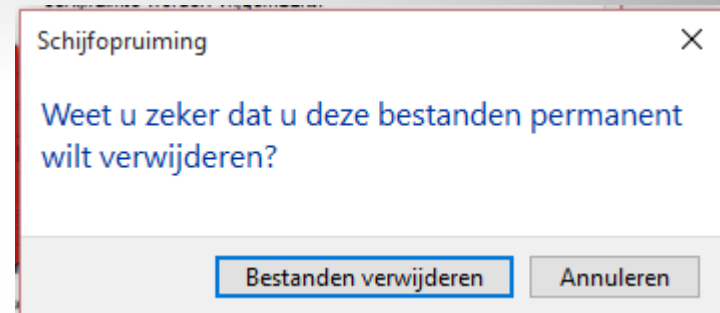 Schijfopruiming
Weet u zeker dat u deze bestanden permanent
wilt verwijderen?
Bestanden verwijderen
Annuleren